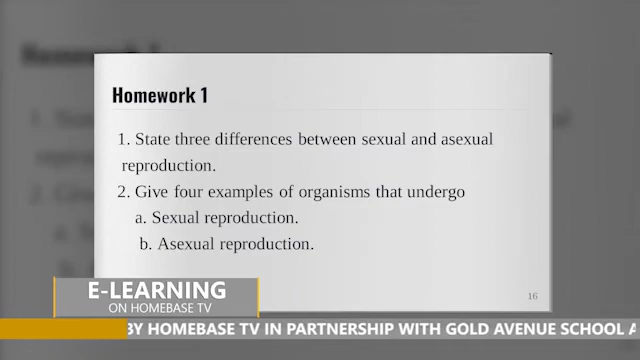 Homework 1
1. State three differences between sexual and asexual
reproduction.
2. Give four examples of organisms that undergo
a. Sexual reproduction.
b. Asexual reproduction.
16
E-LEARNING
ON HOMEBASE TV
BY HOMEBASE TV IN PARTNERSHIP WITH GOLD AVENUE SCHOOL